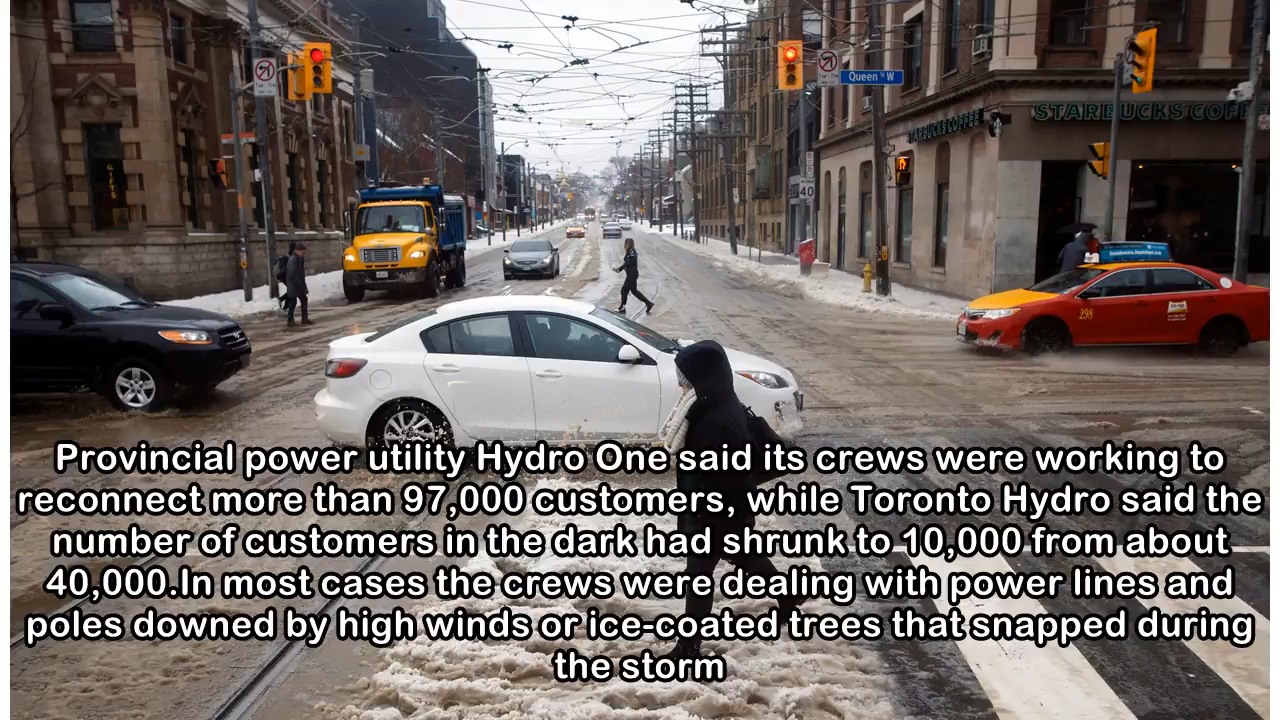 Queen St W
STARBUCKS COFFEE
STARBUCKS COFF
GIFTS
40
298
Provincial power utility Hydro One said its crews were working to
reconnect more than 97,000 customers, while Toronto Hydro said the
number of customers in the dark had shrunk to 10,000 from about
40,000.In most cases the crews were dealing with power lines and
poles downed by high winds or ice-coated trees that snapped during
the storm